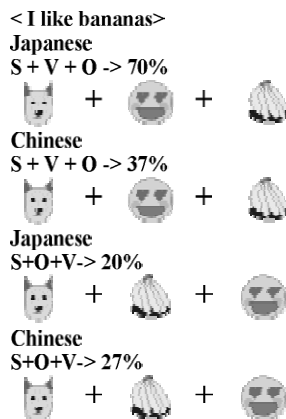 < I like bananas>
Japanese
S + V + O -> 70%
+ +
Chinese
S + V + O -> 37%
+ +
Japanese
S+O+V-> 20%
+ +
Chinese
S+O+V-> 27%
+ +